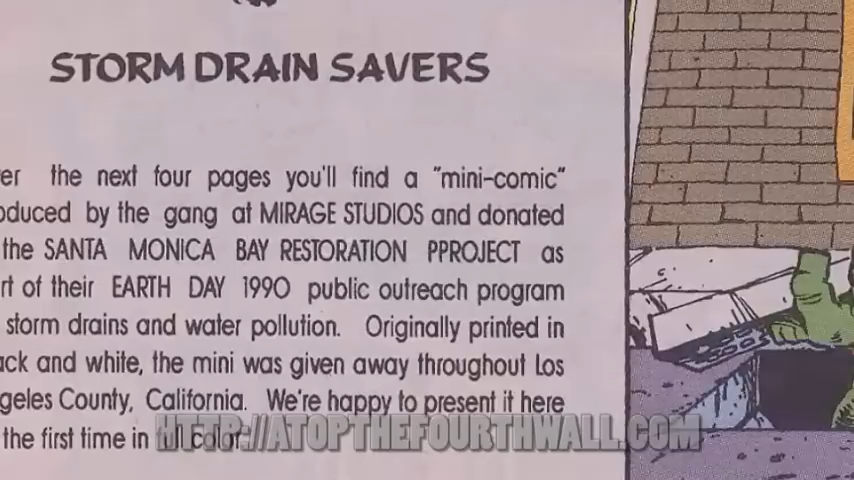 STORM DRAIN SAVERS
er the next four pages you'll find a "mini-comic"
oduced by the gang at MIRAGE STUDIOS and donated
the SANTA MONICA BAY RESTORATION PPROJECT as
rt of their EARTH DAY 1990 public outreach program
storm drains and water pollution. Originally printed in
ack and white, the mini was given away throughout Los
geles County, California. We're happy to present it here
the first time in full color.
HTTP://ATOPTHEFOURTHWALL.COM